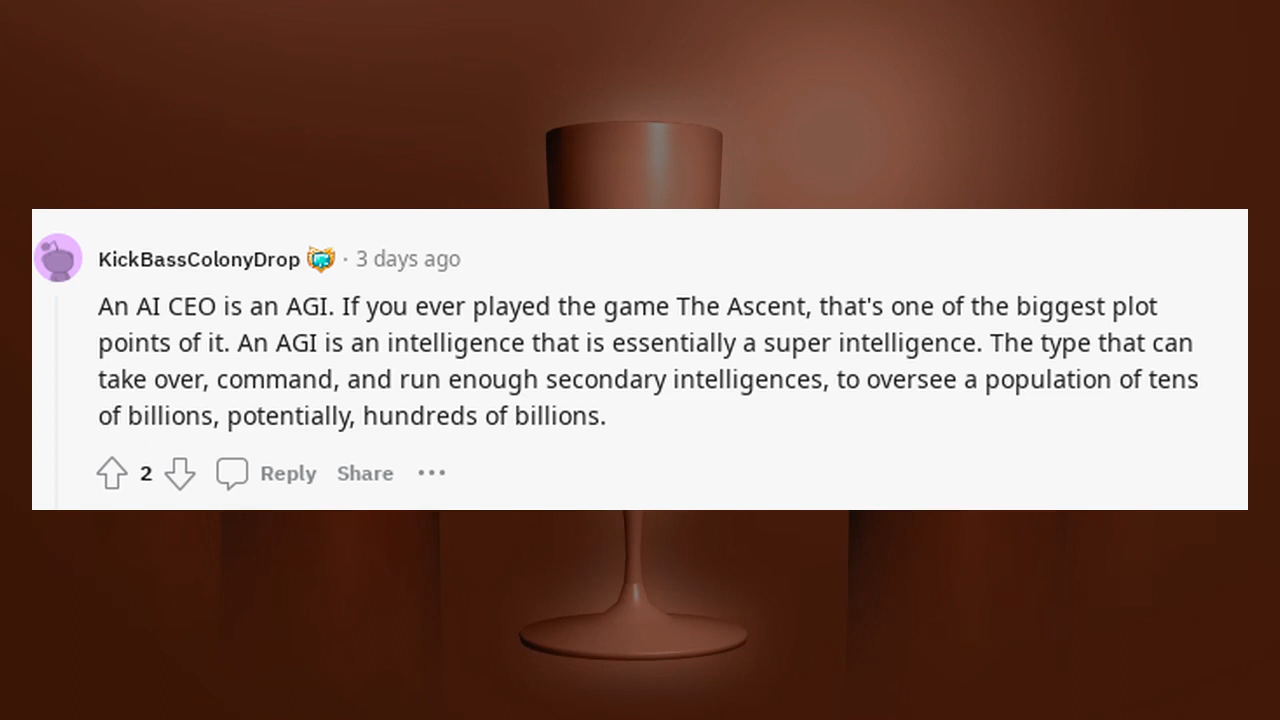 KickBassColonyDrop · 3 days ago
An AI CEO is an AGI. If you ever played the game The Ascent, that's one of the biggest plot
points of it. An AGI is an intelligence that is essentially a super intelligence. The type that can
take over, command, and run enough secondary intelligences, to oversee a population of tens
of billions, potentially, hundreds of billions.
2 Reply Share ···